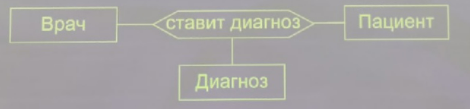 Врач
ставит диагноз
Пациент
Диагноз